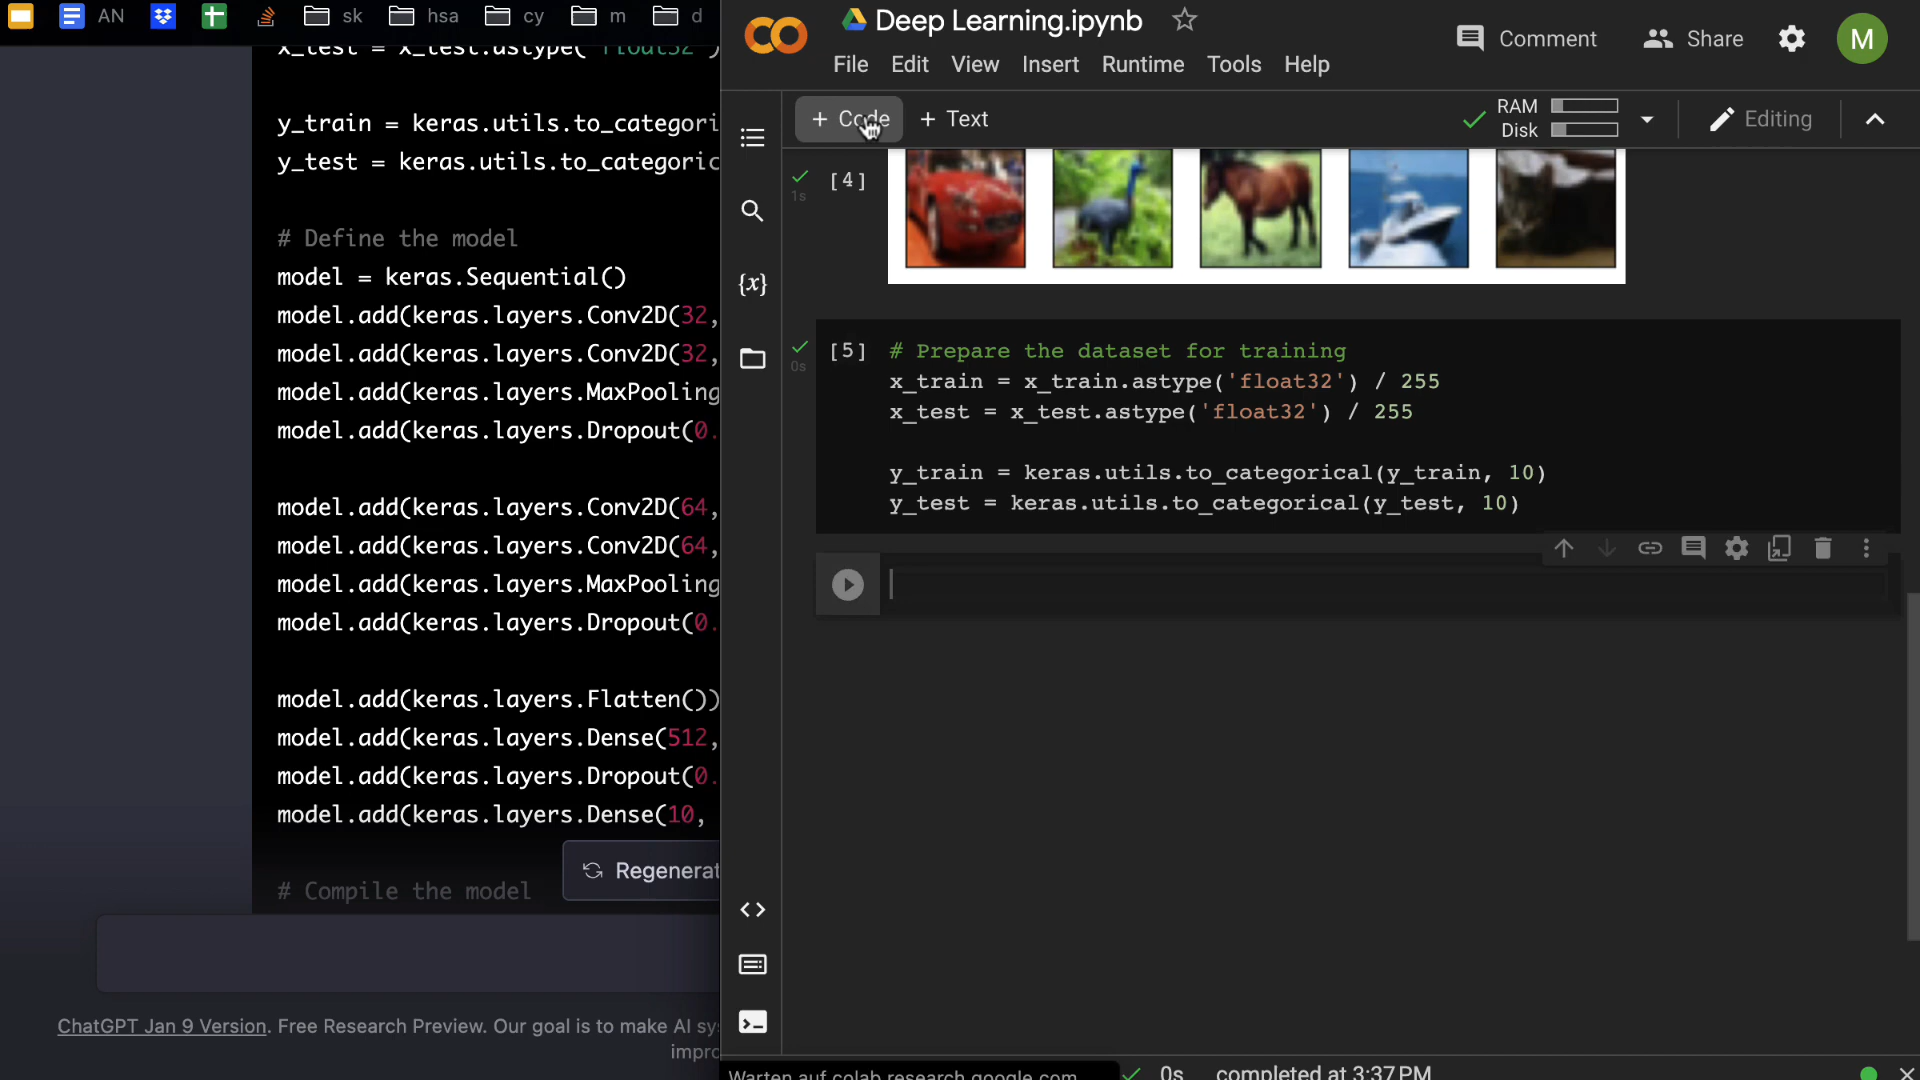 AN
sk
hsa
cy
m
d
x_test = x_test.astype('float32')
y_train = keras.utils.to_categori
y_test = keras.utils.to_categoric
# Define the model
model = keras.Sequential()
model.add(keras.layers.Conv2D(32,
model.add(keras.layers.Conv2D(32,
model.add(keras.layers.MaxPooling
model.add(keras.layers.Dropout(0.
model.add(keras.layers.Conv2D(64,
model.add(keras.layers.Conv2D(64,
model.add(keras.layers.MaxPooling
model.add(keras.layers.Dropout(0.
model.add(keras.layers.Flatten())
model.add(keras.layers.Dense(512,
model.add(keras.layers.Dropout(0.
model.add(keras.layers.Dense(10,
# Compile the model
Regenerat
ChatGPT Jan 9 Version. Free Research Preview. Our goal is to make AI sy
impro
Deep Learning.ipynb
File Edit View Insert Runtime Tools Help
Comment Share M
+ Code + Text
RAM
Disk
Editing
{x}
1s
[4]
0s
[5]
# Prepare the dataset for training
x_train = x_train.astype('float32') / 255
x_test = x_test.astype('float32') / 255
y_train = keras.utils.to_categorical(y_train, 10)
y_test = keras.utils.to_categorical(y_test, 10)
Warten auf colab.research.google.com
0s completed at 3:37 PM